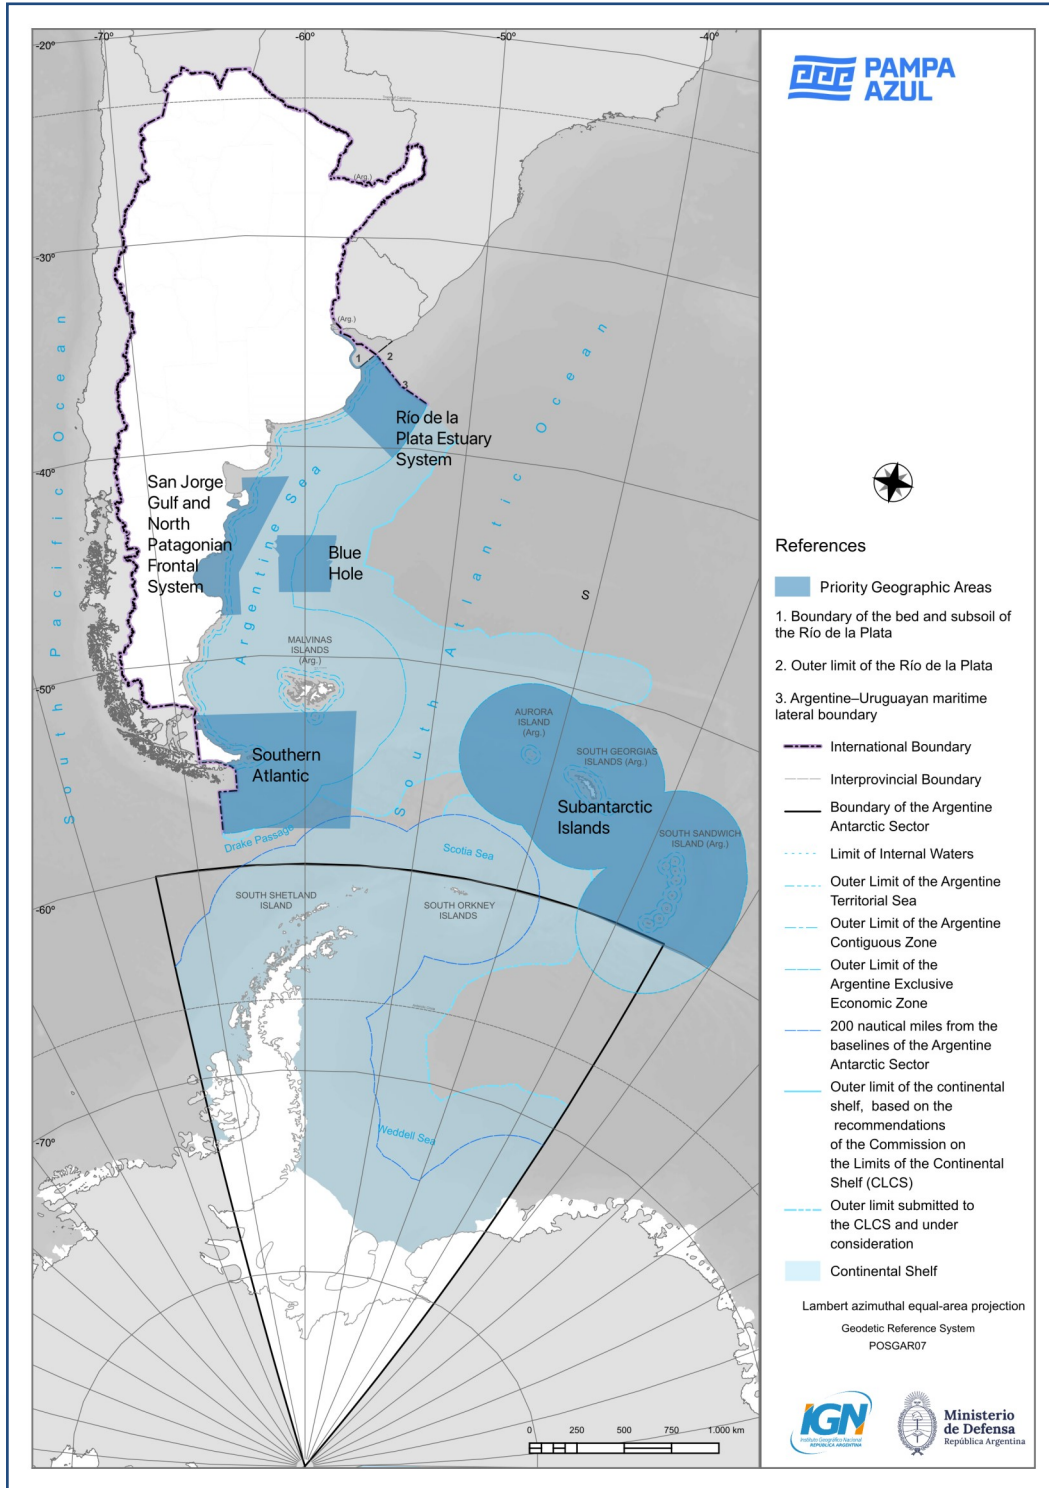 -70º
-60º
-50º
-40º
-20º
-30º
-40º
-50º
-60º
-70º
(Arg.)
(Arg.)
1
2
3
South Pacific Ocean
South Atlantic Ocean
Argentine Sea
Río de la
Plata Estuary
System
San Jorge
Gulf and
North
Patagonian
Frontal
System
Blue
Hole
S
MALVINAS
ISLANDS
(Arg.)
Southern
Atlantic
AURORA
ISLAND
(Arg.)
SOUTH GEORGIAS
ISLANDS (Arg.)
Subantarctic
Islands
SOUTH SANDWICH
ISLAND (Arg.)
Drake Passage
Scotia Sea
SOUTH SHETLAND
ISLAND
SOUTH ORKNEY
ISLANDS
Weddell Sea
0 250 500 750 1.000 km
PAMPA
AZUL
References
Priority Geographic Areas
1. Boundary of the bed and subsoil of
the Río de la Plata
2. Outer limit of the Río de la Plata
3. Argentine–Uruguayan maritime
lateral boundary
International Boundary
Interprovincial Boundary
Boundary of the Argentine
Antarctic Sector
Limit of Internal Waters
Outer Limit of the Argentine
Territorial Sea
Outer Limit of the Argentine
Contiguous Zone
Outer Limit of the
Argentine Exclusive
Economic Zone
200 nautical miles from the
baselines of the Argentine
Antarctic Sector
Outer limit of the continental
shelf, based on the
recommendations
of the Commission on
the Limits of the Continental
Shelf (CLCS)
Outer limit submitted to
the CLCS and under
consideration
Continental Shelf
Lambert azimuthal equal-area projection
Geodetic Reference System
POSGAR07
IGN
Instituto Geográfico Nacional
REPÚBLICA ARGENTINA
Ministerio
de Defensa
República Argentina